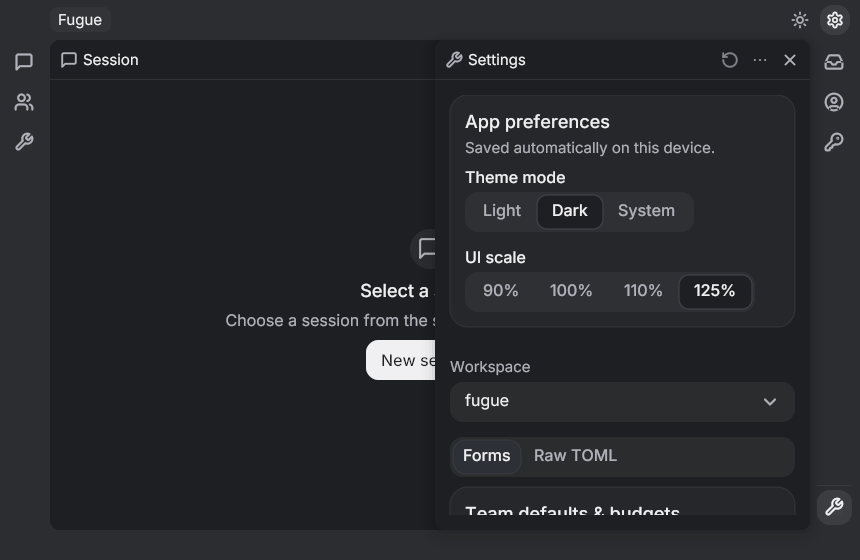 Fugue
Session
Settings
App preferences
Saved automatically on this device.
Theme mode
Light Dark System
UI scale
90% 100% 110% 125%
Select a
Choose a session from the
New se
Workspace
fugue
Forms Raw TOML
Team defaults & budgets